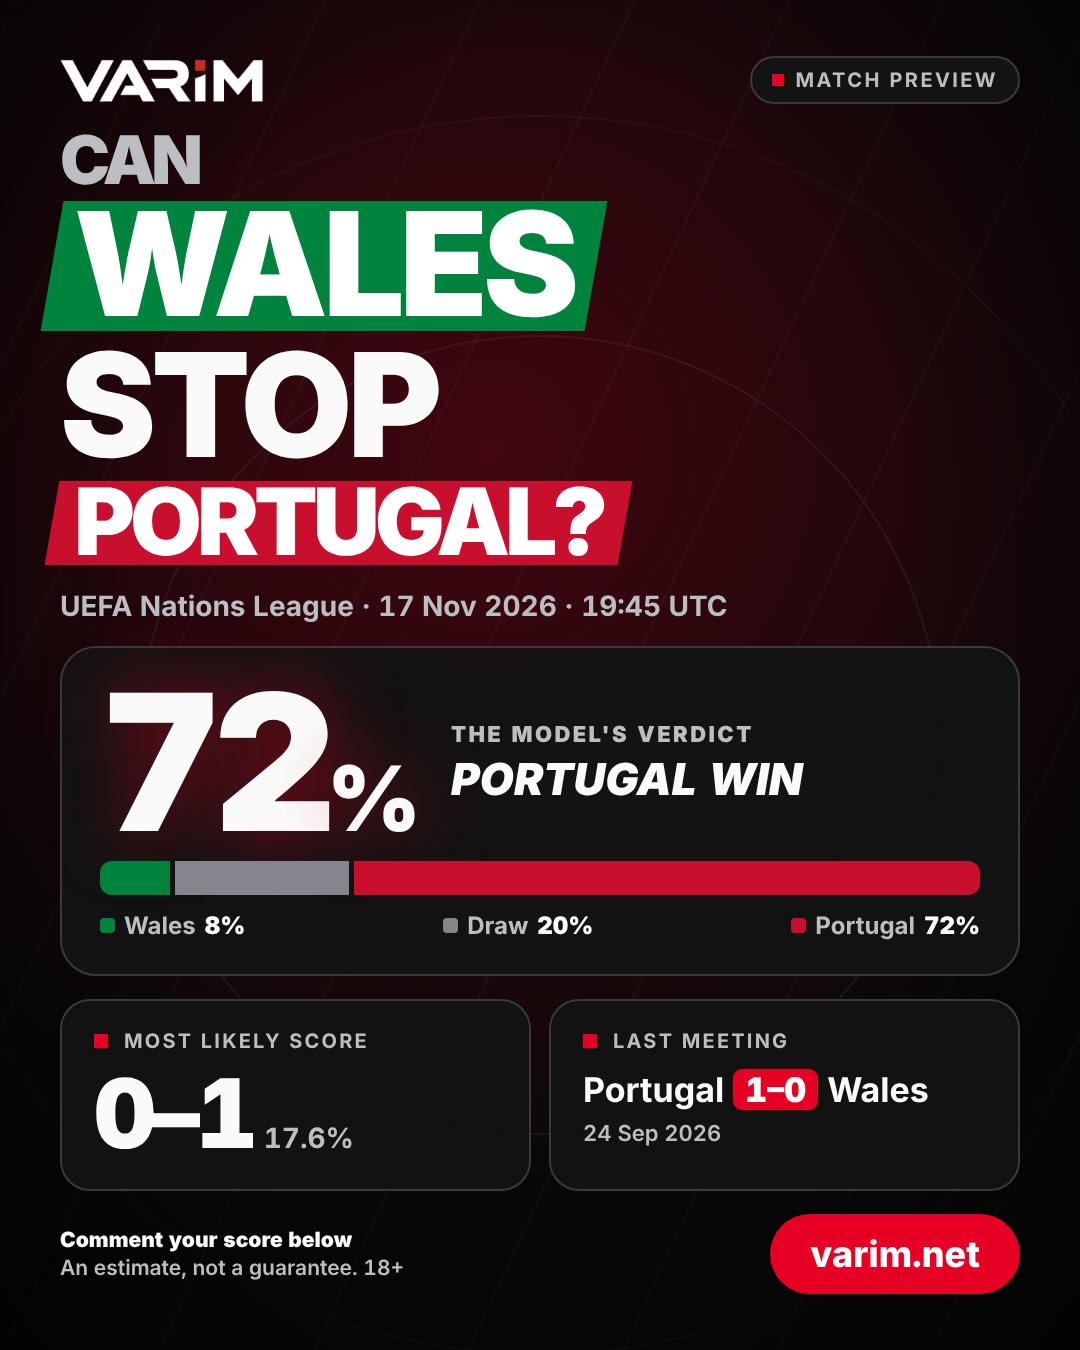 VARiM
MATCH PREVIEW
CAN
WALES
STOP
PORTUGAL?
UEFA Nations League · 17 Nov 2026 · 19:45 UTC
72%
THE MODEL'S VERDICT
PORTUGAL WIN
Wales 8%
Draw 20%
Portugal 72%
MOST LIKELY SCORE
0–1 17.6%
LAST MEETING
Portugal 1–0 Wales
24 Sep 2026
Comment your score below
An estimate, not a guarantee. 18+
varim.net